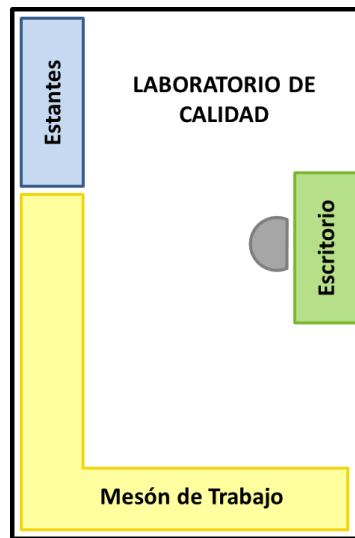 Estantes
LABORATORIO DE
CALIDAD
Escritorio
Mesón de Trabajo